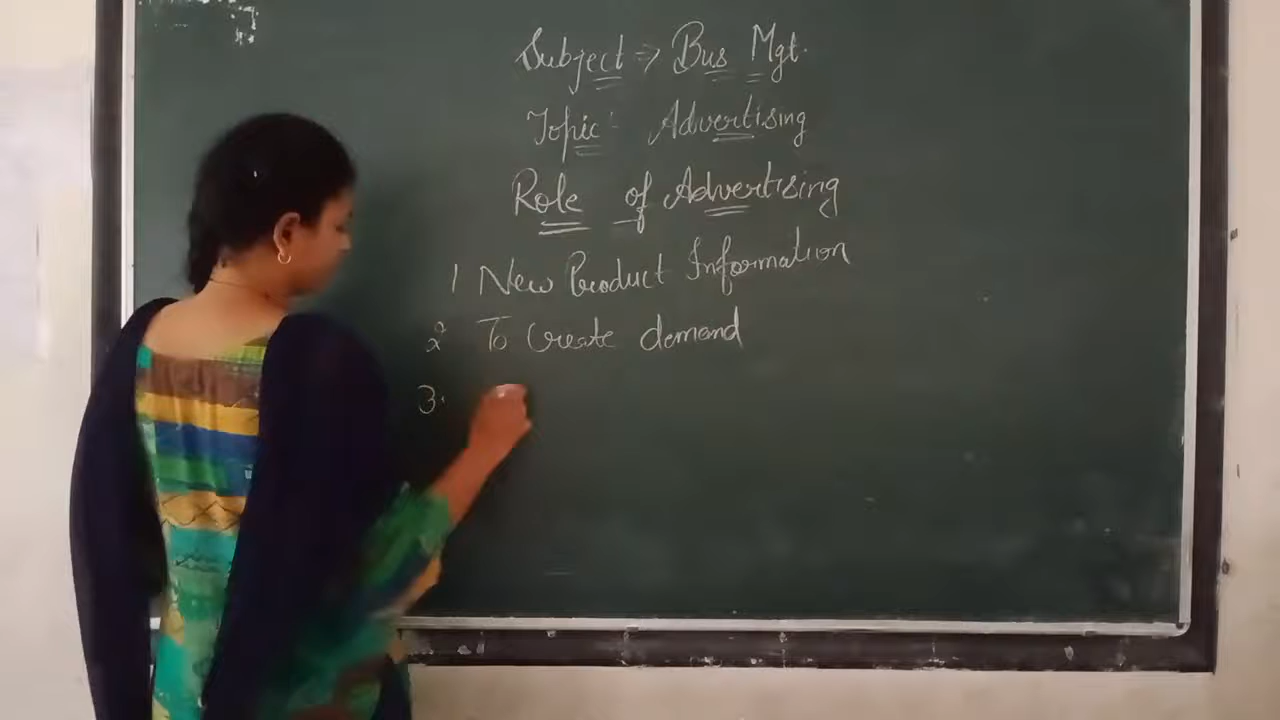 Subject → Bus Mgt.
Topic: Advertising
Role of Advertising
1 New Product Information
2 To Create demand
3.